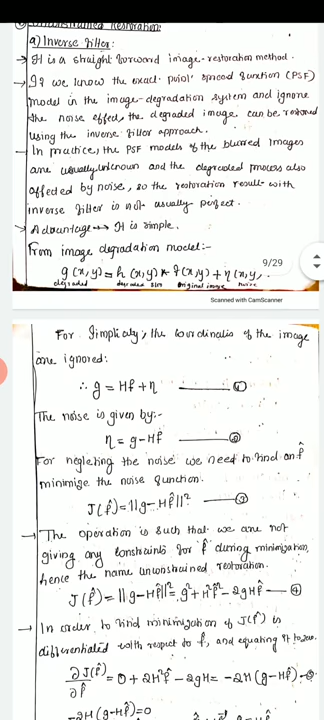 Unconstrained Restoration:
a) Inverse Filter:
→ It is a straight forward image-restoration method.
→ If we know the exact point spread function (PSF)
model in the image-degradation system and ignore
the noise effect, the degraded image can be restored
using the inverse filter approach.
→ In practice, the PSF models of the blurred images
are usually unknown and the degraded process also
affected by noise, so the restoration result with
inverse filter is not usually perfect.
→ Advantage → It is simple.
From image degradation model:-
g(x,y) = h(x,y) * f(x,y) + η(x,y)
degraded original image noise
9/29
Scanned with CamScanner
For Simplicity, the coordinates of the image
are ignored:
∴ g = Hf + η ——— ①
The noise is given by:-
η = g - Hf ——— ②
For neglecting the noise we need to find an f̂
minimise the noise function.
J(f̂) = ||g - Hf̂||² ——— ③
→ The operation is such that we are not
giving any constraints for f̂ during minimization,
hence the name unconstrained restoration.
J(f̂) = ||g - Hf̂||² = g² + H²f̂² - 2gHf̂ — ④
→ In order to find minimization of J(f̂) is
differentiated with respect to f̂, and equating it to zero.
∂J(f̂)/∂f̂ = 0 + 2H²f̂ - 2gH = -2H(g - Hf̂) - ⑤
-2H(g-Hf̂)=0